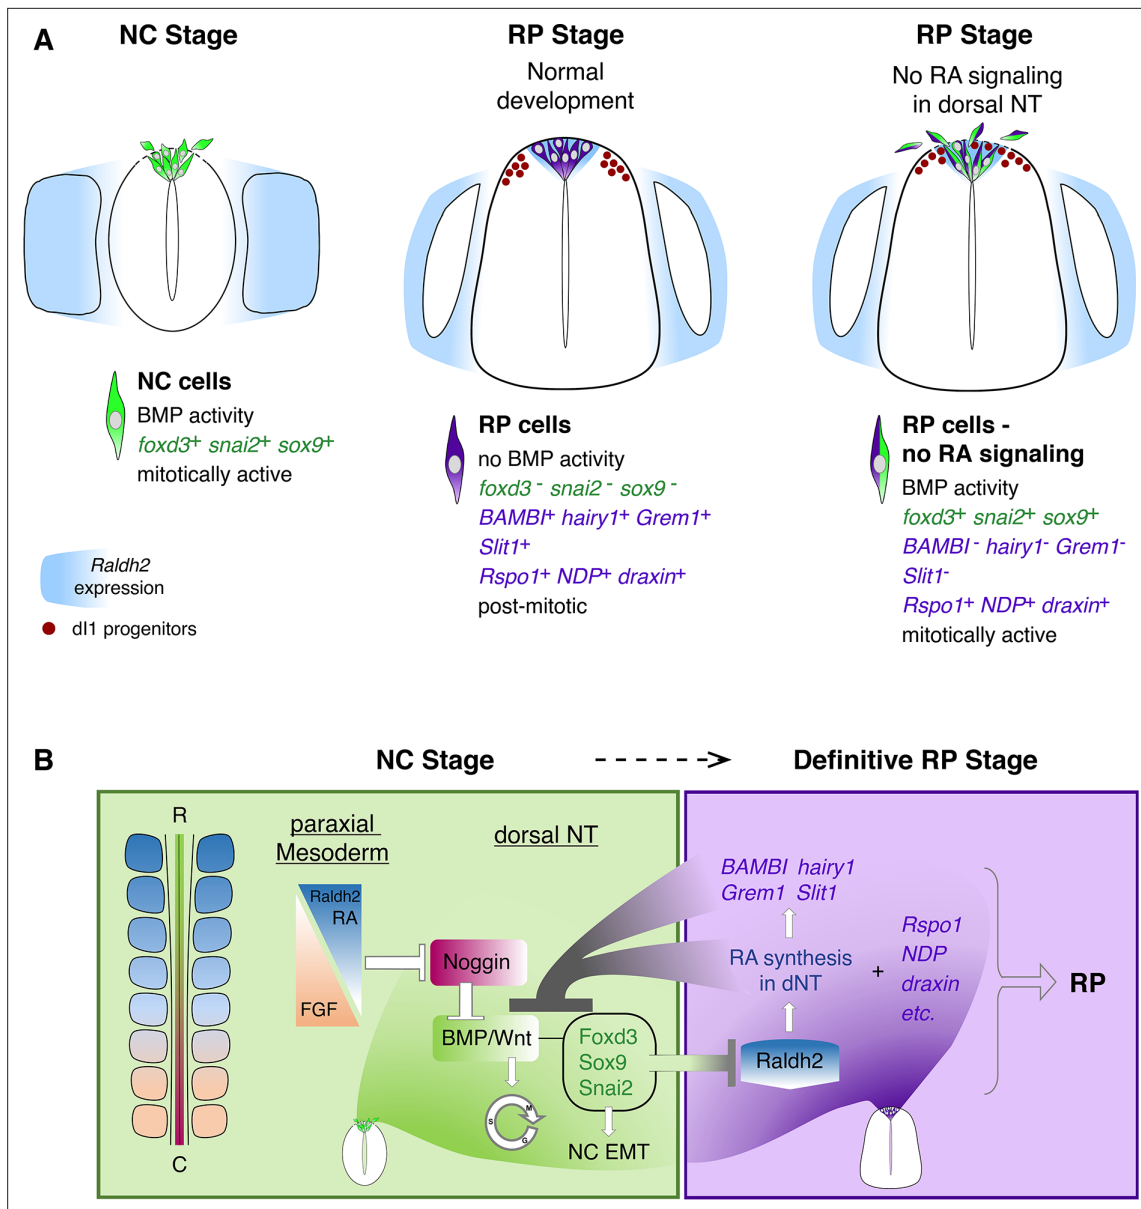 A
NC Stage
RP Stage
Normal
development
RP Stage
No RA signaling
in dorsal NT
NC cells
BMP activity
foxd3+ snai2+ sox9+
mitotically active
RP cells
no BMP activity
foxd3 - snai2 - sox9 -
BAMBI+ hairy1+ Grem1+
Slit1+
Rspo1+ NDP+ draxin+
post-mitotic
RP cells -
no RA signaling
BMP activity
foxd3+ snai2+ sox9+
BAMBI - hairy1- Grem1-
Slit1-
Rspo1+ NDP+ draxin+
mitotically active
Raldh2
expression
dI1 progenitors
B
NC Stage
Definitive RP Stage
R
C
paraxial
Mesoderm
dorsal NT
Raldh2
RA
FGF
Noggin
BMP/Wnt
Foxd3
Sox9
Snai2
S
M
G
NC EMT
BAMBI hairy1
Grem1 Slit1
RA synthesis
in dNT
+
Rspo1
NDP
draxin
etc.
Raldh2
RP